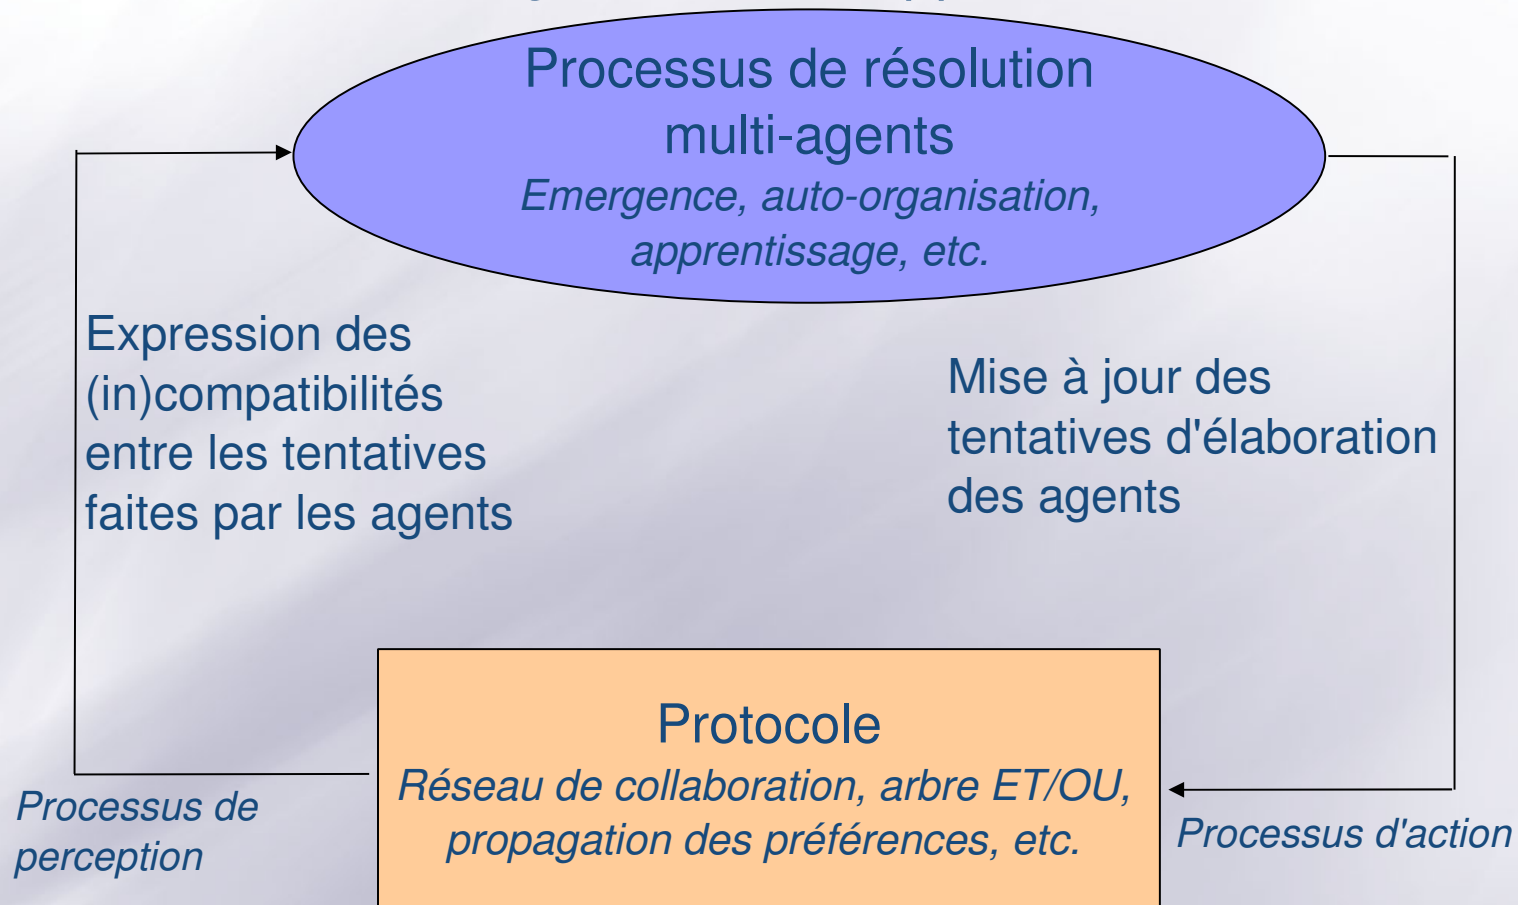 Processus de résolution
multi-agents
Emergence, auto-organisation,
apprentissage, etc.
Expression des
(in)compatibilités
entre les tentatives
faites par les agents
Mise à jour des
tentatives d'élaboration
des agents
Protocole
Réseau de collaboration, arbre ET/OU,
propagation des préférences, etc.
Processus de
perception
Processus d'action